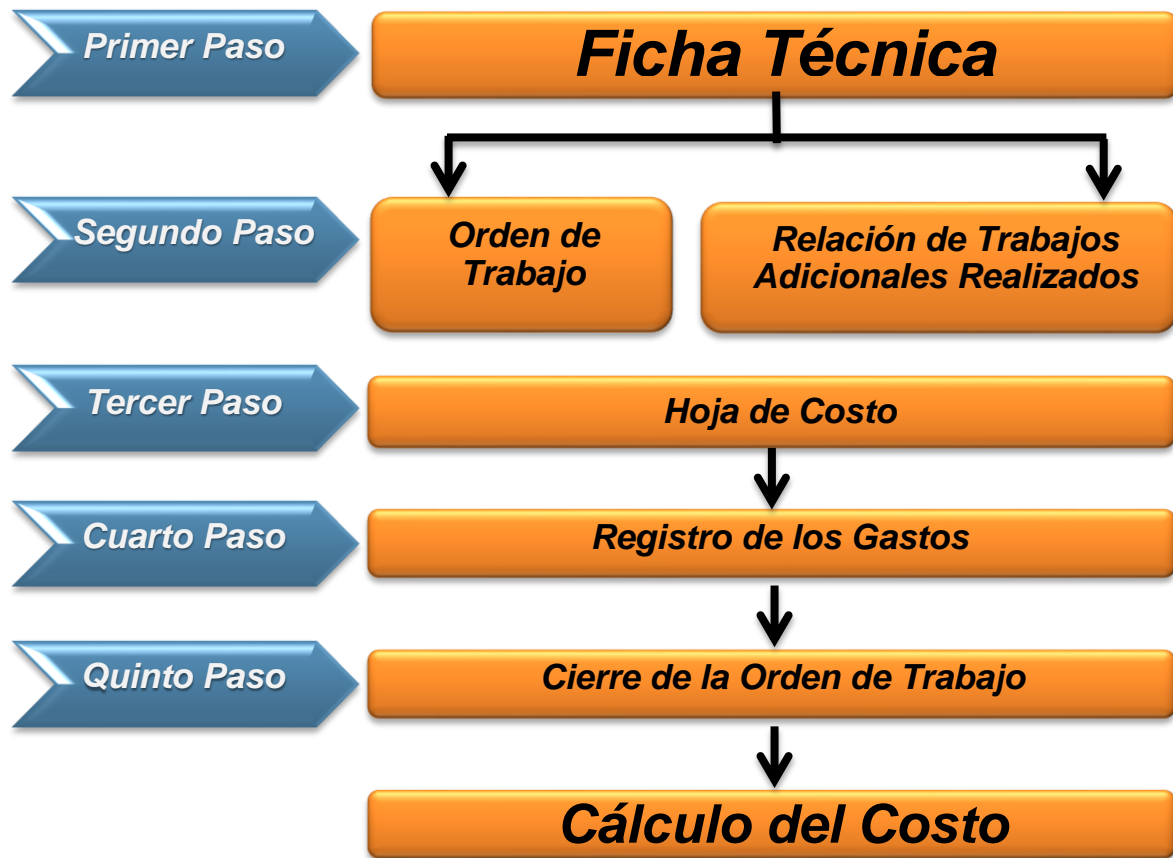 Primer Paso
Ficha Técnica
Segundo Paso
Orden de
Trabajo
Relación de Trabajos
Adicionales Realizados
Tercer Paso
Hoja de Costo
Cuarto Paso
Registro de los Gastos
Quinto Paso
Cierre de la Orden de Trabajo
Cálculo del Costo